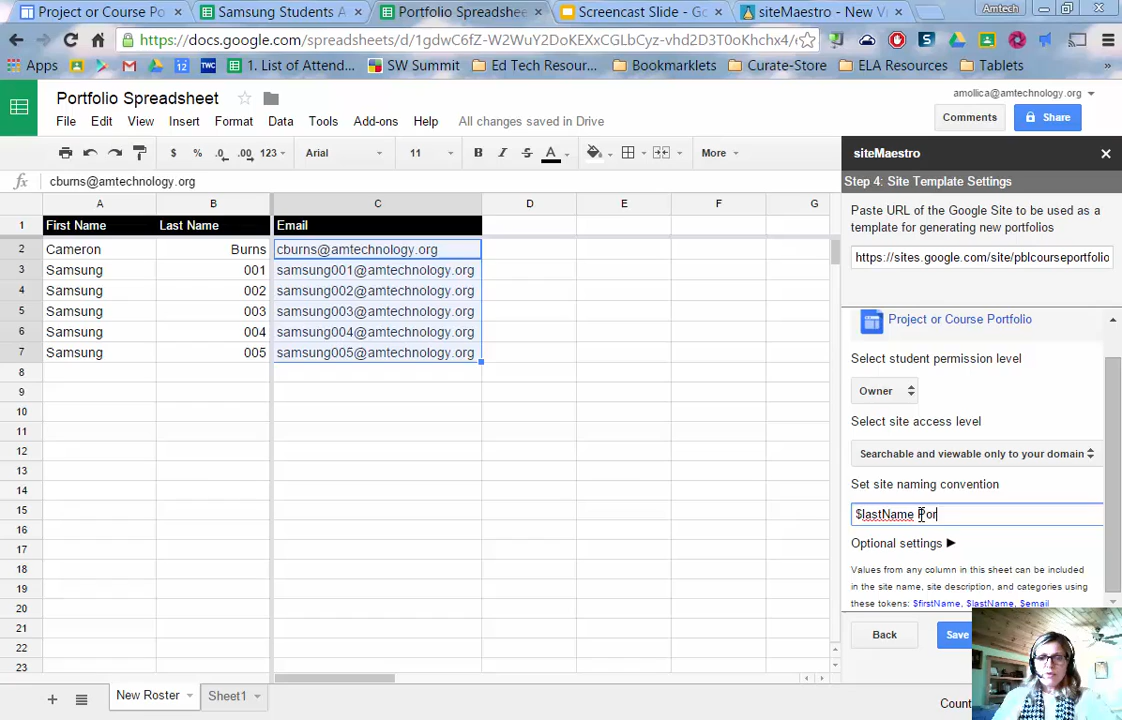 Project or Course Po
Samsung Students A
Portfolio Spreadshee
Screencast Slide - Go
siteMaestro - New V
Amtech
https://docs.google.com/spreadsheets/d/1gdwC6fZ-W2WuY2DoKEXxCGLbCyz-vhd2D3T0oKhchx4/
Apps
1. List of Attend...
SW Summit
Ed Tech Resour...
Bookmarklets
Curate-Store
ELA Resources
Tablets
»
Portfolio Spreadsheet
amollica@amtechnology.org
File Edit View Insert Format Data Tools Add-ons Help All changes saved in Drive
Comments
Share
$ % .0 .00 123 Arial 11 B I S A More
fx cburns@amtechnology.org
A B C D E F G
1 First Name Last Name Email
2 Cameron Burns cburns@amtechnology.org
3 Samsung 001 samsung001@amtechnology.org
4 Samsung 002 samsung002@amtechnology.org
5 Samsung 003 samsung003@amtechnology.org
6 Samsung 004 samsung004@amtechnology.org
7 Samsung 005 samsung005@amtechnology.org
8
9
10
11
12
13
14
15
16
17
18
19
20
21
22
23
New Roster
Sheet1
siteMaestro
Step 4: Site Template Settings
Paste URL of the Google Site to be used as a
template for generating new portfolios
https://sites.google.com/site/pblcourseportfolio
Project or Course Portfolio
Select student permission level
Owner
Select site access level
Searchable and viewable only to your domain
Set site naming convention
$lastName Por
Optional settings
Values from any column in this sheet can be included
in the site name, site description, and categories using
these tokens: $firstName, $lastName, $email
Back
Save
Count